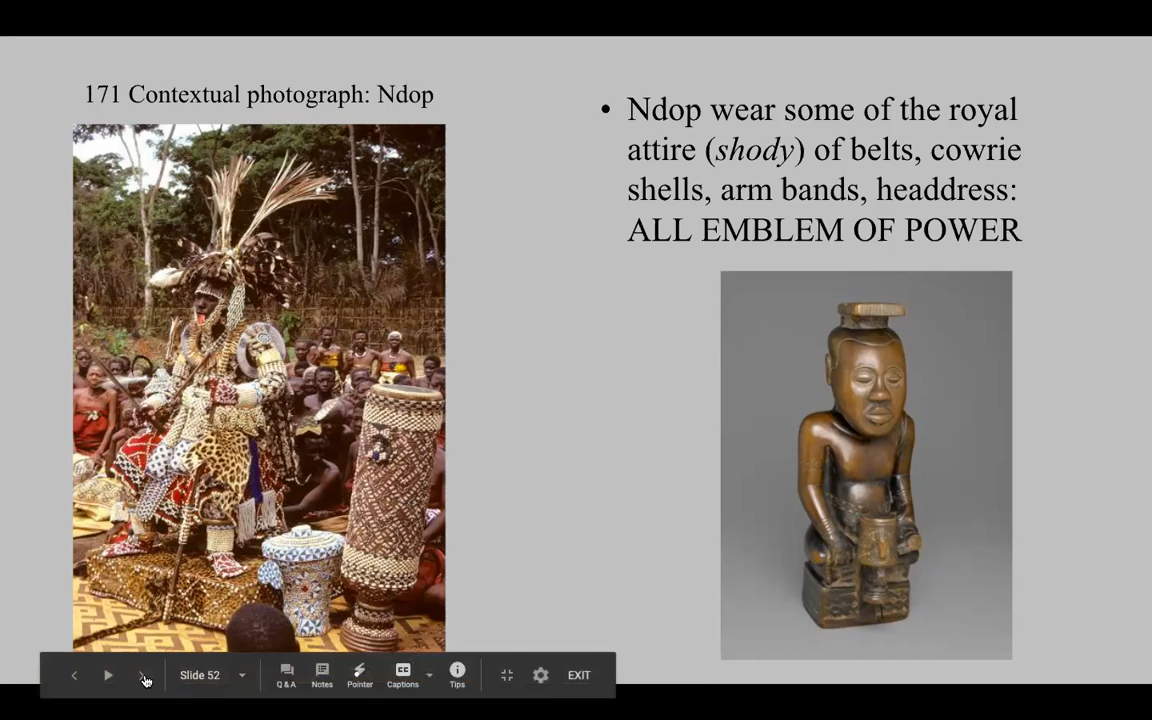 171 Contextual photograph: Ndop
• Ndop wear some of the royal
attire (shody) of belts, cowrie
shells, arm bands, headdress:
ALL EMBLEM OF POWER
Slide 52
Q & A
Notes
Pointer
CC
Captions
Tips
EXIT